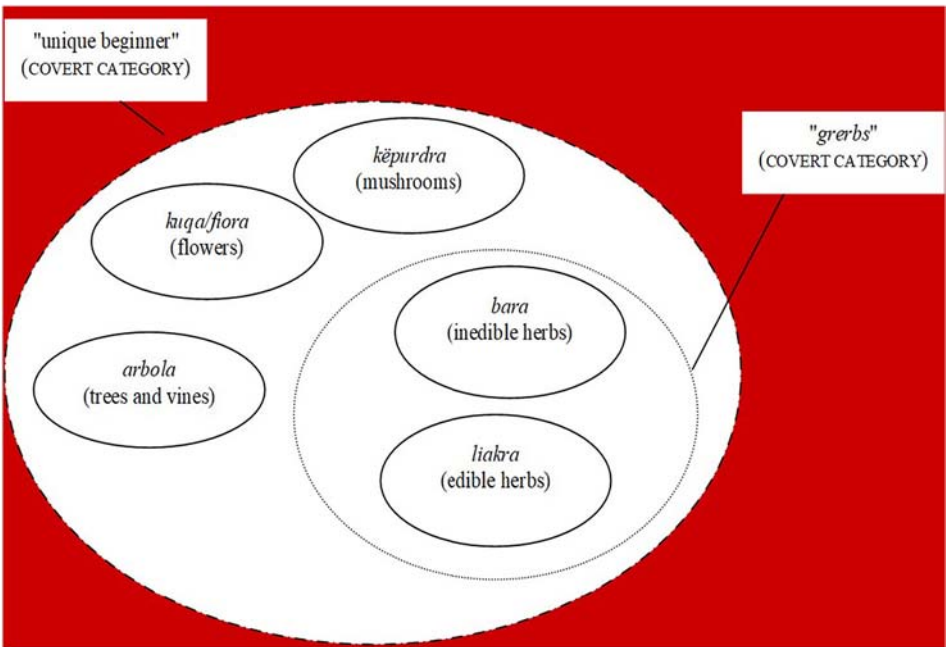 "unique beginner"
(COVERT CATEGORY)
këpurdra
(mushrooms)
"grerbs"
(COVERT CATEGORY)
kuqa/fiora
(flowers)
bara
(inedible herbs)
arbola
(trees and vines)
liakra
(edible herbs)